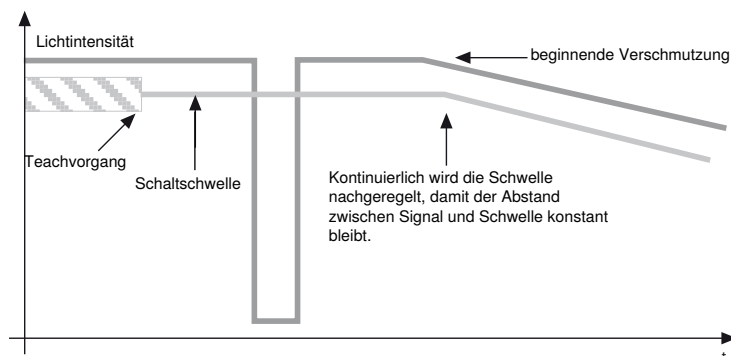 Lichtintensität
beginnende Verschmutzung
Teachvorgang
Schaltschwelle
Kontinuierlich wird die Schwelle
nachgeregelt, damit der Abstand
zwischen Signal und Schwelle konstant
bleibt.
t